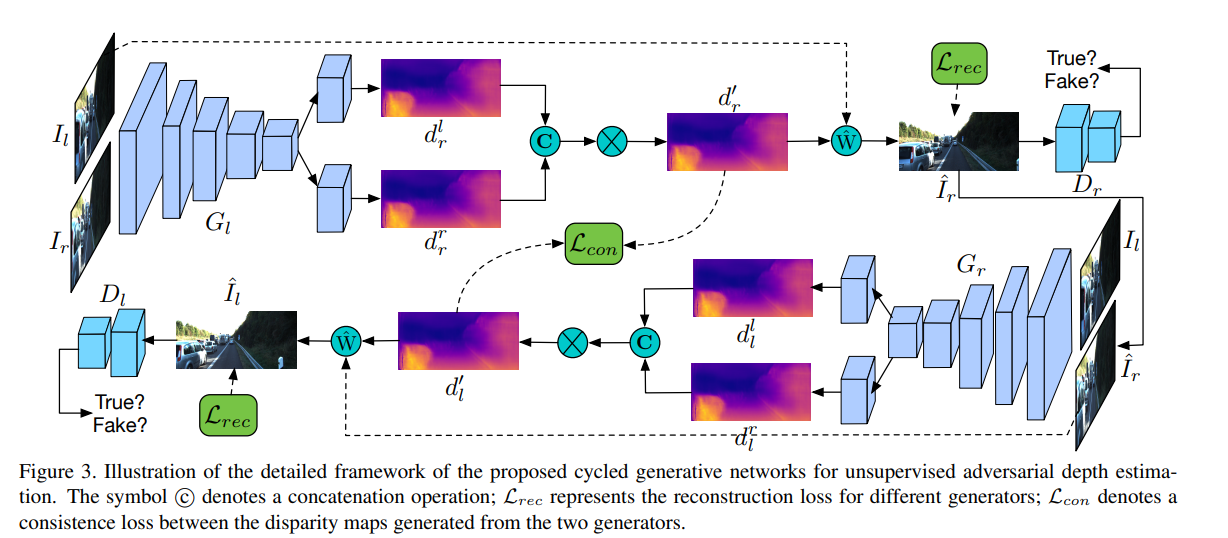 I_l
I_r
G_l
d_r^l
d_r^r
C
d'_r
Ŵ
L_rec
Î_r
True?
Fake?
D_r
L_con
I_l
Î_r
G_r
d_l^l
d_l^r
C
d'_l
Ŵ
Î_l
L_rec
D_l
True?
Fake?
Figure 3. Illustration of the detailed framework of the proposed cycled generative networks for unsupervised adversarial depth estima-
tion. The symbol ⓒ denotes a concatenation operation; L_rec represents the reconstruction loss for different generators; L_con denotes a
consistence loss between the disparity maps generated from the two generators.